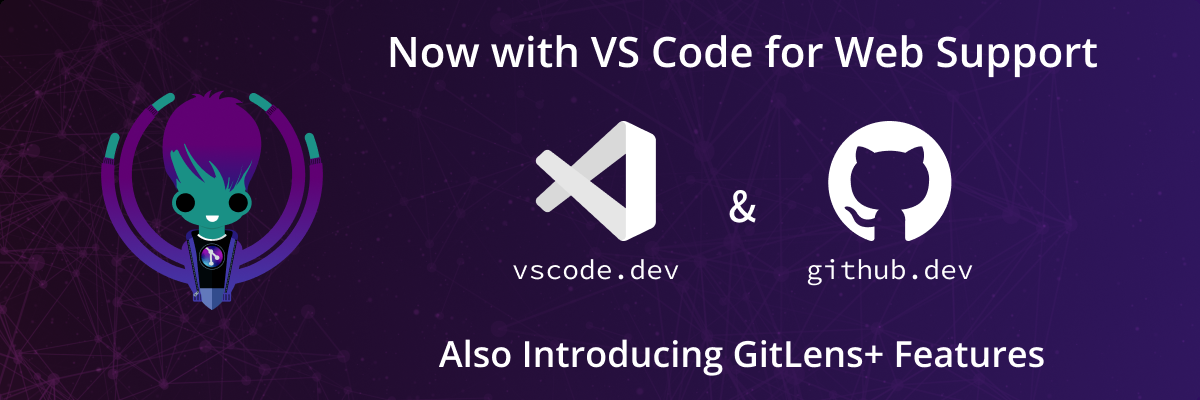 Now with VS Code for Web Support
&
vscode.dev
github.dev
Also Introducing GitLens+ Features